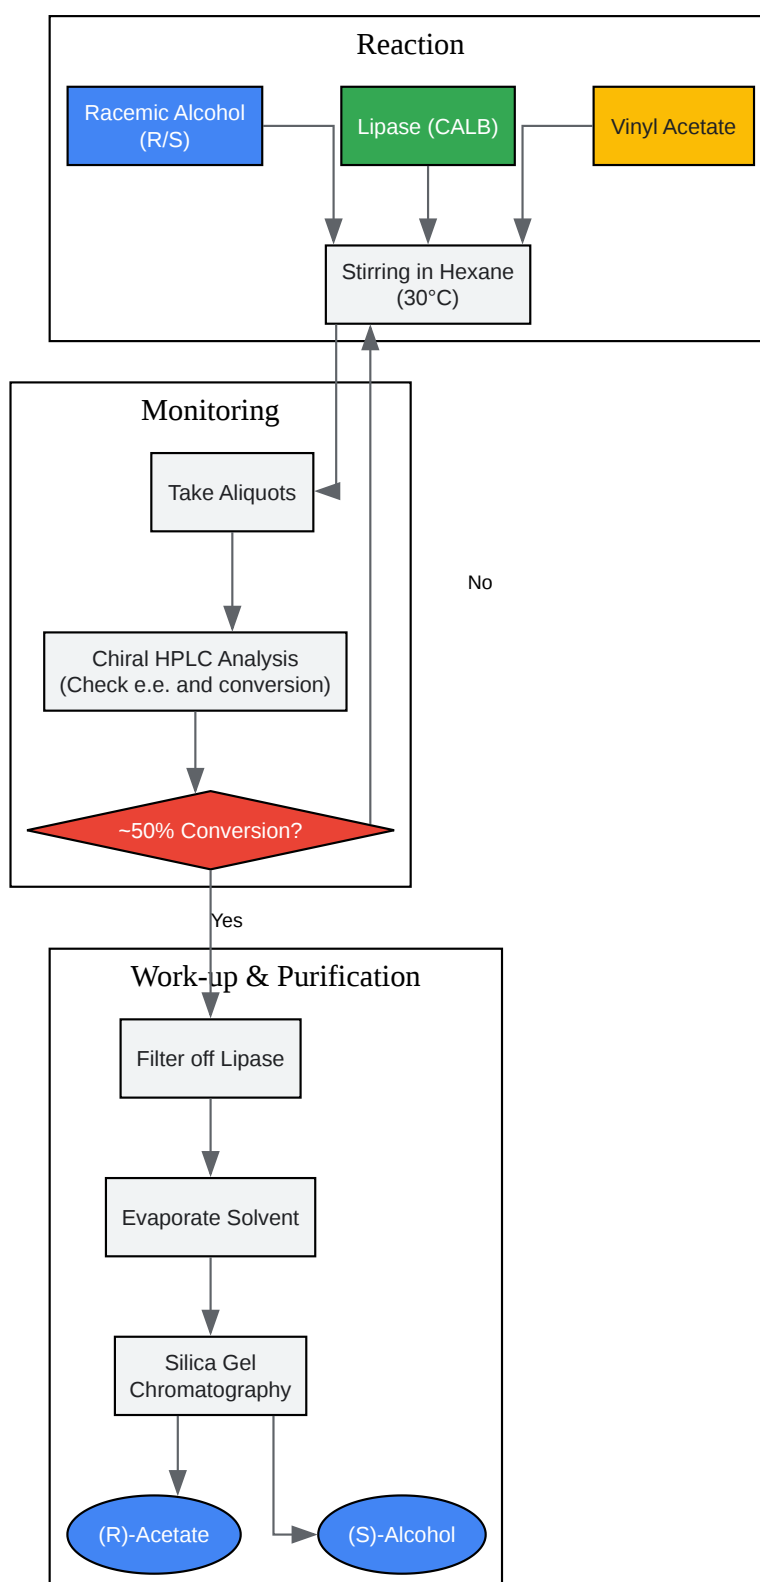 Reaction
Racemic Alcohol
(R/S)
Lipase (CALB)
Vinyl Acetate
Stirring in Hexane
(30°C)
Monitoring
Take Aliquots
No
Chiral HPLC Analysis
(Check e.e. and conversion)
~50% Conversion?
Yes
Work-up & Purification
Filter off Lipase
Evaporate Solvent
Silica Gel
Chromatography
(R)-Acetate
(S)-Alcohol